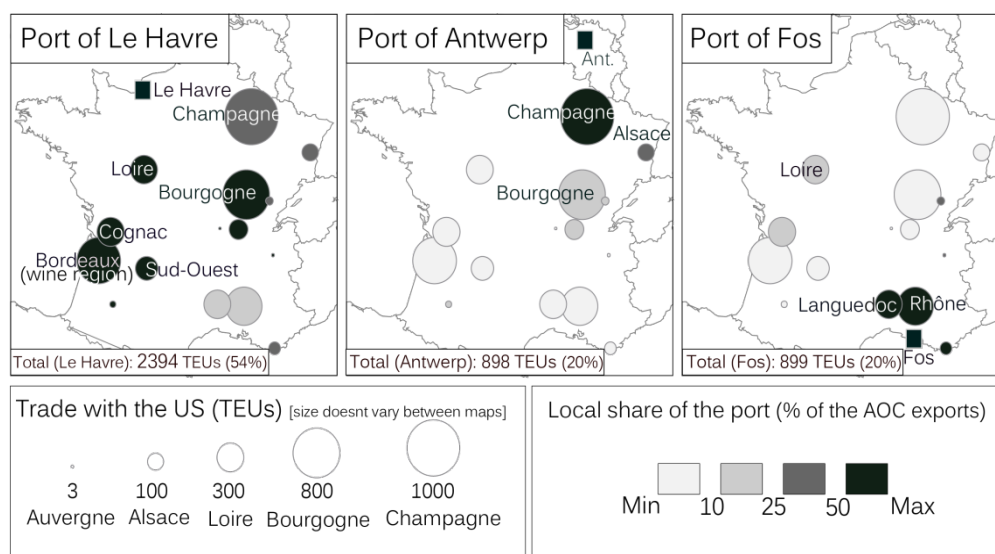 Port of Le Havre
Le Havre
Champagne
Loire
Bourgogne
Cognac
Bordeaux
(wine region)
Sud-Ouest
Total (Le Havre): 2394 TEUs (54%)
Port of Antwerp
Ant.
Champagne
Alsace
Bourgogne
Total (Antwerp): 898 TEUs (20%)
Port of Fos
Loire
Languedoc
Rhône
Fos
Total (Fos): 899 TEUs (20%)
Trade with the US (TEUs) [size doesnt vary between maps]
3 100 300 800 1000
Auvergne Alsace Loire Bourgogne Champagne
Local share of the port (% of the AOC exports)
Min 10 25 50 Max